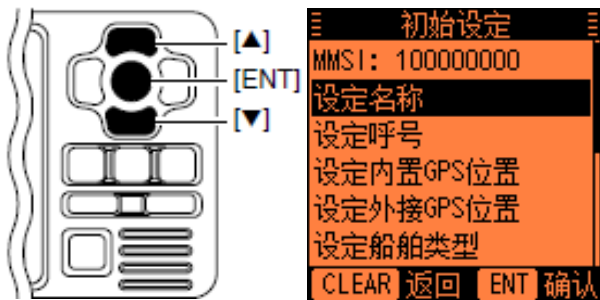 [▲]
[ENT]
[▼]
初始设定
MMSI: 100000000
设定名称
设定呼号
设定内置GPS位置
设定外接GPS位置
设定船舶类型
CLEAR 返回 ENT 确认